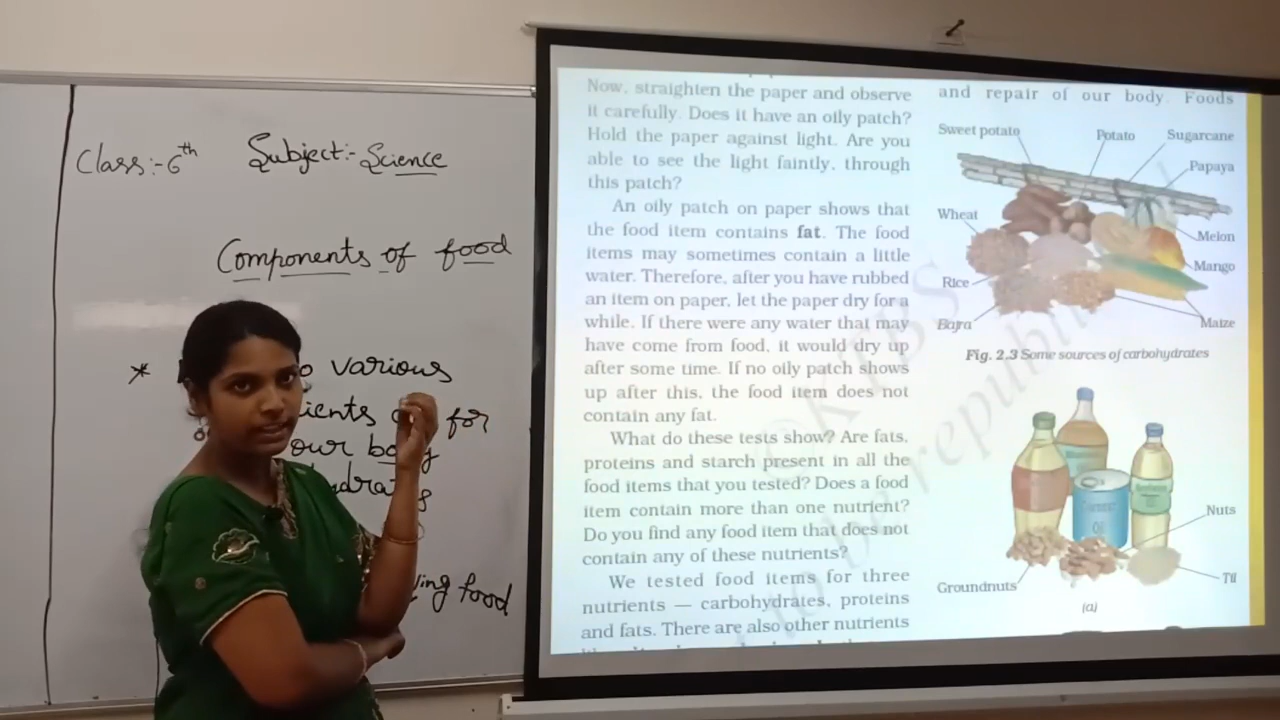 Class:- 6th Subject:- Science
Components of food
* various
for
our body
food
Now, straighten the paper and observe
it carefully. Does it have an oily patch?
Hold the paper against light. Are you
able to see the light faintly, through
this patch?
An oily patch on paper shows that
the food item contains fat. The food
items may sometimes contain a little
water. Therefore, after you have rubbed
an item on paper, let the paper dry for a
while. If there were any water that may
have come from food, it would dry up
after some time. If no oily patch shows
up after this, the food item does not
contain any fat.
What do these tests show? Are fats,
proteins and starch present in all the
food items that you tested? Does a food
item contain more than one nutrient?
Do you find any food item that does not
contain any of these nutrients?
We tested food items for three
nutrients — carbohydrates, proteins
and fats. There are also other nutrients
and repair of our body. Foods
Sweet potato
Potato
Sugarcane
Papaya
Wheat
Melon
Mango
Rice
Bajra
Maize
Fig. 2.3 Some sources of carbohydrates
Oil
Nuts
Groundnuts
Til
(a)
©KTBS
to be republi